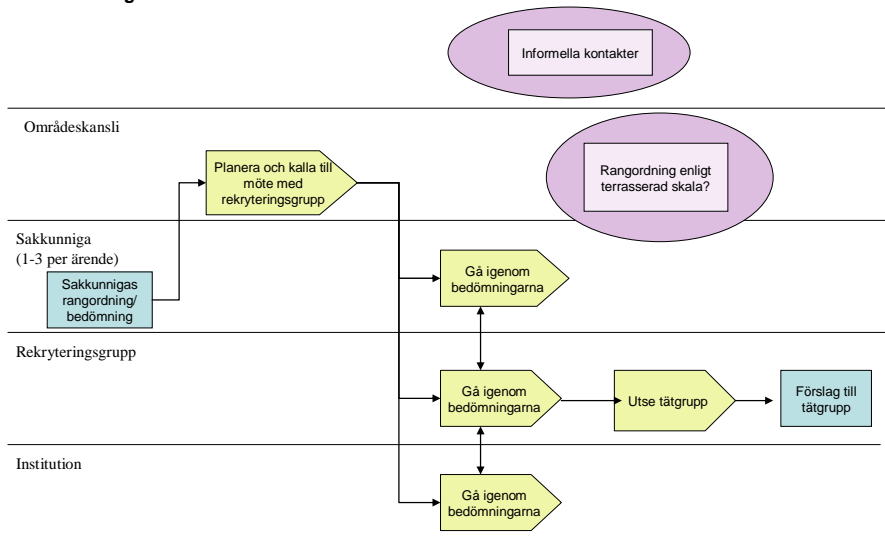 Informella kontakter
Områdeskansli
Planera och kalla till
möte med
rekryteringsgrupp
Rangordning enligt
terrasserad skala?
Sakkunniga
(1-3 per ärende)
Sakkunnigas
rangordning/
bedömning
Gå igenom
bedömningarna
Rekryteringsgrupp
Gå igenom
bedömningarna
Utse tätgrupp
Förslag till
tätgrupp
Institution
Gå igenom
bedömningarna